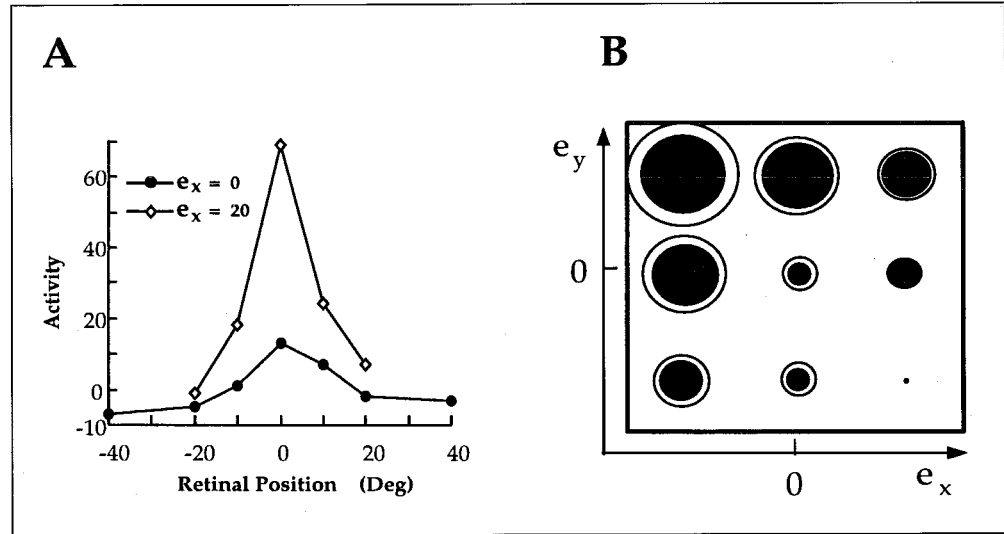 A
B
60
40
20
0
-10
Activity
e_x = 0
e_x = 20
-40
-20
0
20
40
Retinal Position (Deg)
e_y
0
0
e_x